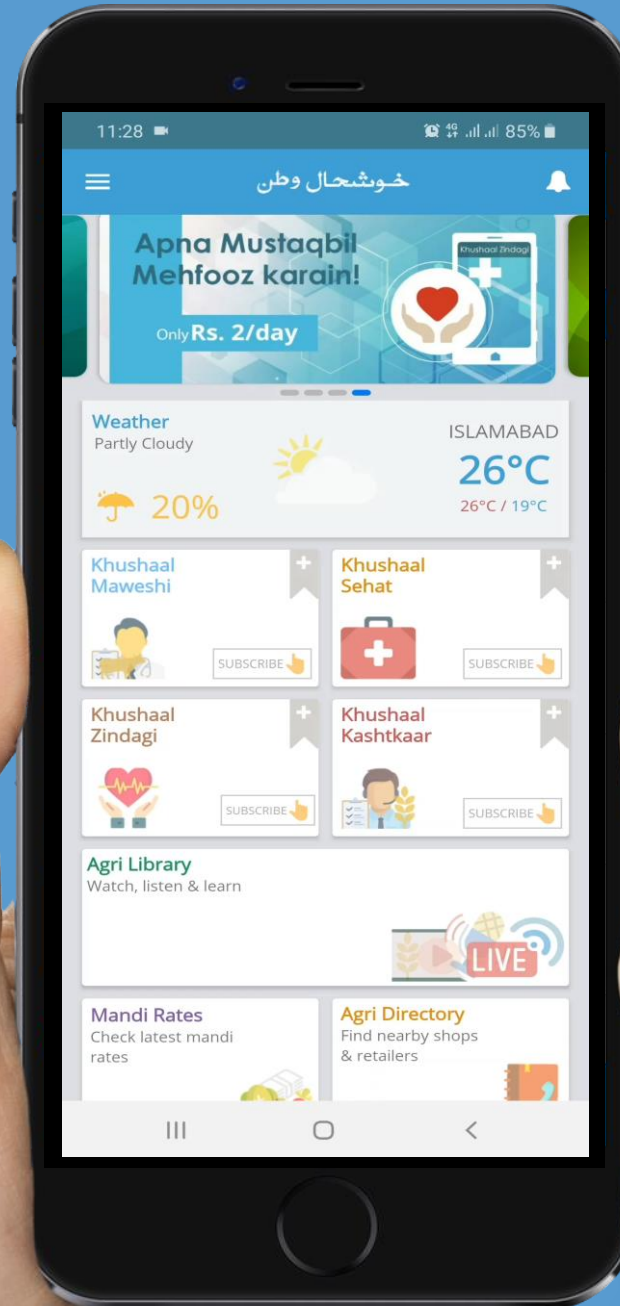 11:28
4G
85%
خوشحال وطن
Apna Mustaqbil
Mehfooz karain!
Only Rs. 2/day
Khushaal Zindagi
Weather
Partly Cloudy
20%
ISLAMABAD
26°C
26°C / 19°C
Khushaal
Maweshi
SUBSCRIBE
Khushaal
Sehat
SUBSCRIBE
Khushaal
Zindagi
SUBSCRIBE
Khushaal
Kashtkaar
SUBSCRIBE
Agri Library
Watch, listen & learn
LIVE
Mandi Rates
Check latest mandi
rates
Agri Directory
Find nearby shops
& retailers